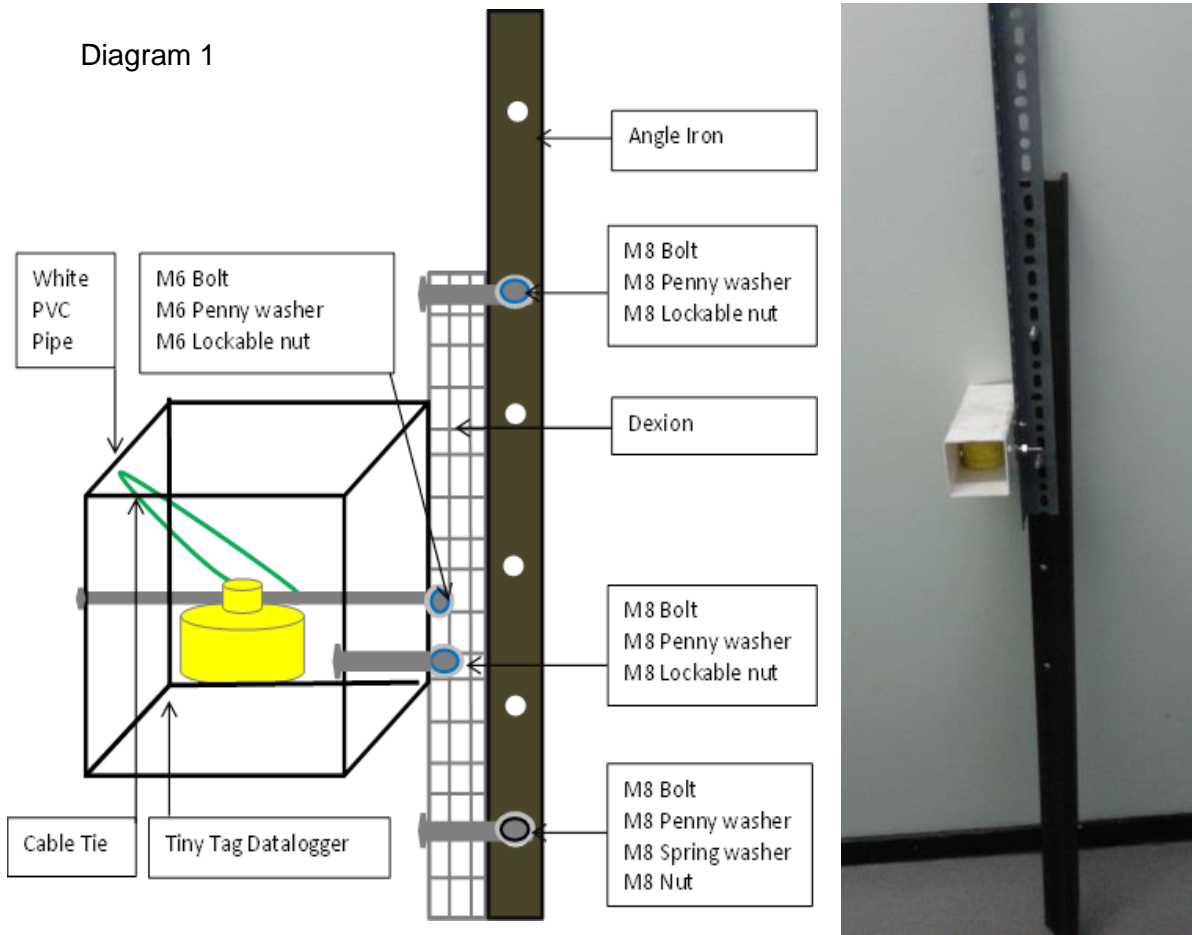 Diagram 1
Angle Iron
White
PVC
Pipe
M6 Bolt
M6 Penny washer
M6 Lockable nut
M8 Bolt
M8 Penny washer
M8 Lockable nut
Dexion
M8 Bolt
M8 Penny washer
M8 Lockable nut
Cable Tie
Tiny Tag Datalogger
M8 Bolt
M8 Penny washer
M8 Spring washer
M8 Nut